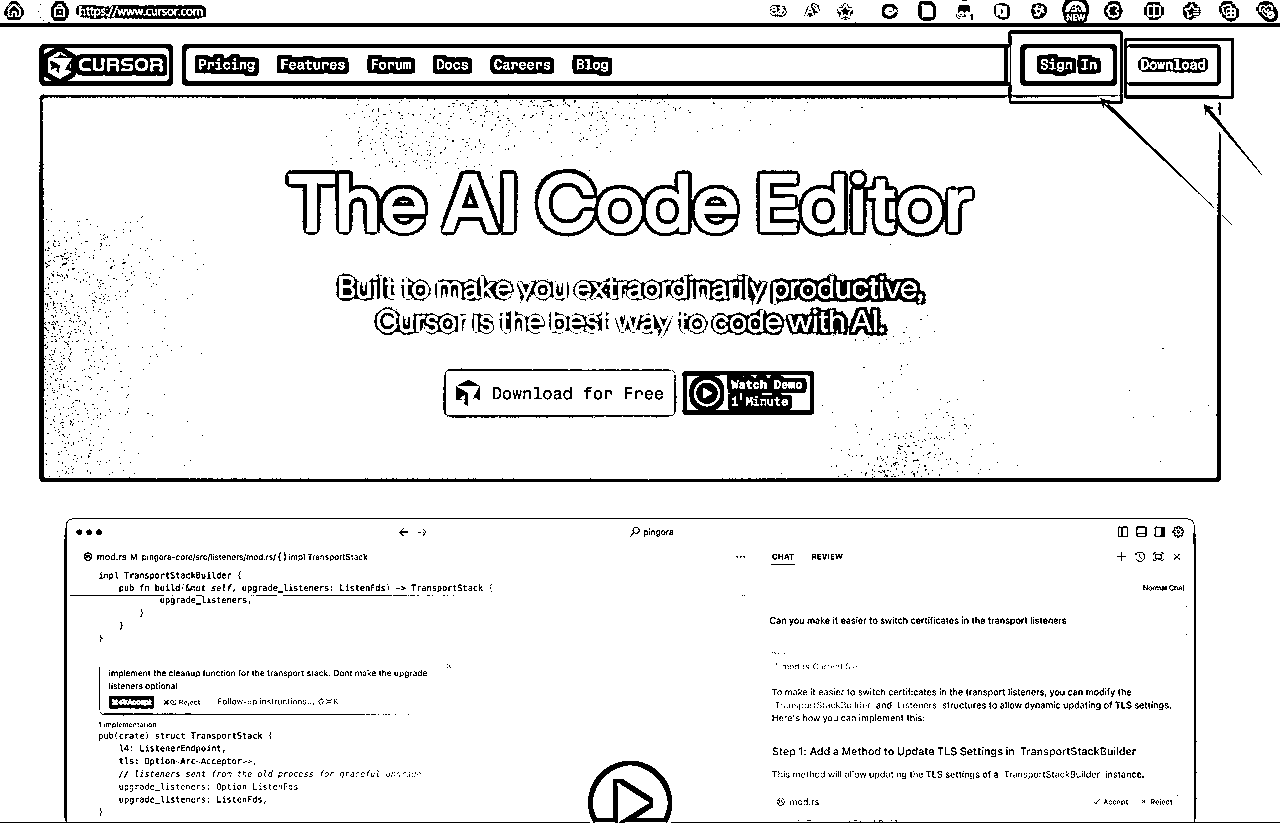 https://www.cursor.com
NEW
CURSOR
Pricing Features Forum Docs Careers Blog
Sign In
Download
The AI Code Editor
Built to make you extraordinarily productive,
Cursor is the best way to code with AI.
Download for Free
Watch Demo
1 Minute
pingora
mod.rs M pingora-core/src/listeners/mod.rs/{} impl TransportStack
impl TransportStackBuilder {
pub fn build(&mut self, upgrade_listeners: ListenFds) -> TransportStack {
upgrade_listeners,
}
}
}
implement the cleanup function for the transport stack. Dont make the upgrade
listeners optional
Accept Reject Follow-up instructions..., ⇧⌘K
1 implementation
pub(crate) struct TransportStack {
l4: ListenerEndpoint,
tls: Option<Arc<Acceptor>>,
// listeners sent from the old process for graceful upgrade
upgrade_listeners: Option<ListenFds
upgrade_listeners: ListenFds,
}
CHAT REVIEW
Normal Chat
Can you make it easier to switch certificates in the transport listeners
mod.rs Current file
To make it easier to switch certificates in the transport listeners, you can modify the
TransportStackBuilder and Listeners structures to allow dynamic updating of TLS settings.
Here's how you can implement this:
Step 1: Add a Method to Update TLS Settings in TransportStackBuilder
This method will allow updating the TLS settings of a TransportStackBuilder instance.
mod.rs
Accept Reject